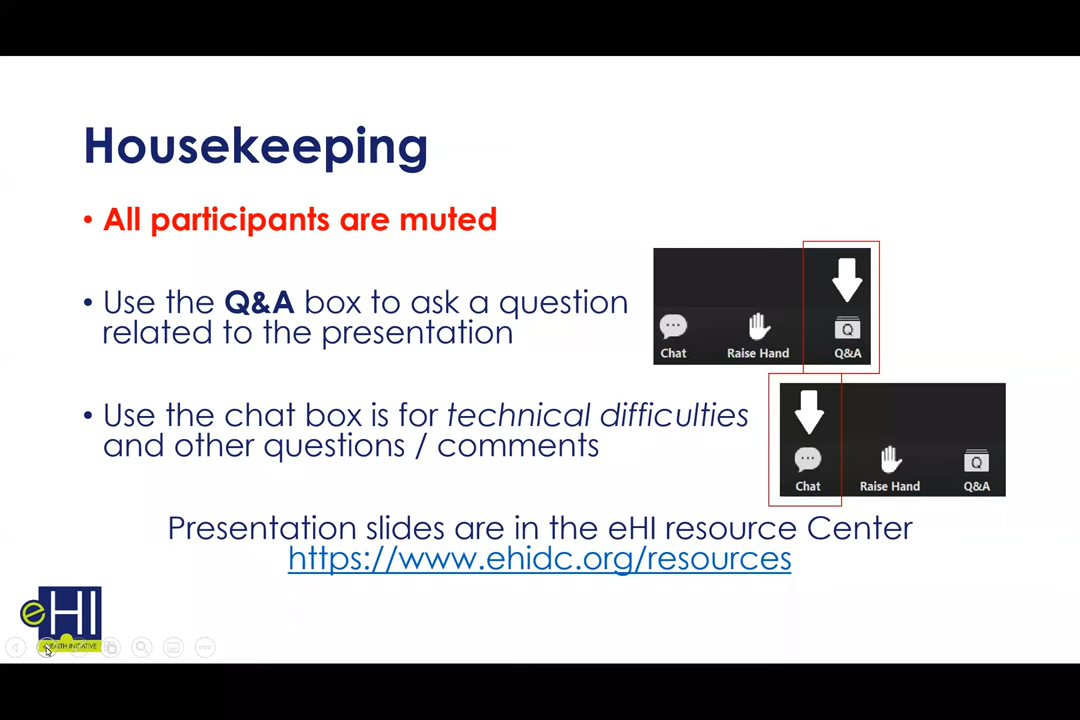 Housekeeping
• All participants are muted
• Use the Q&A box to ask a question
related to the presentation
Chat
Raise Hand
Q
Q&A
• Use the chat box is for technical difficulties
and other questions / comments
Chat
Raise Hand
Q
Q&A
Presentation slides are in the eHI resource Center
https://www.ehidc.org/resources
eHI
eHEALTH INITIATIVE